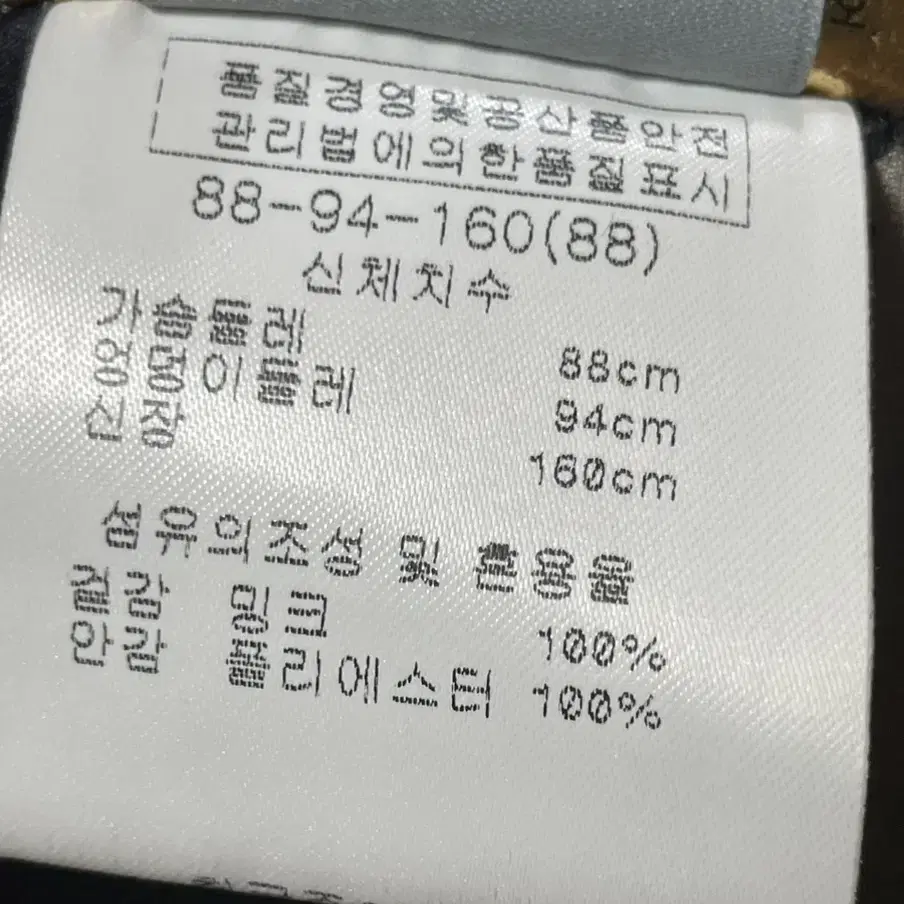 품질경영및공산품안전
관리법에의한품질표시
88-94-160(88)
신체치수
가슴둘레 88cm
엉덩이둘레 94cm
신장 160cm
섬유의조성 및 혼용율
겉감 밍크 100%
안감 폴리에스터 100%